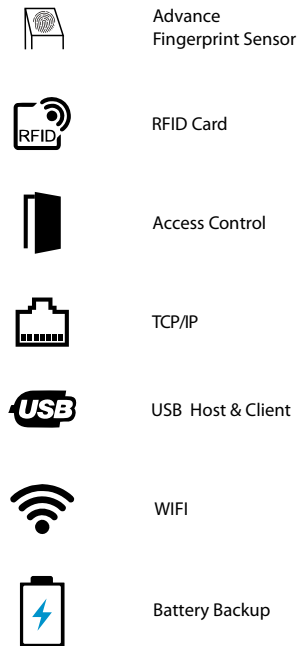 Advance
Fingerprint Sensor
RFID
RFID Card
Access Control
TCP/IP
USB
USB Host & Client
WIFI
Battery Backup